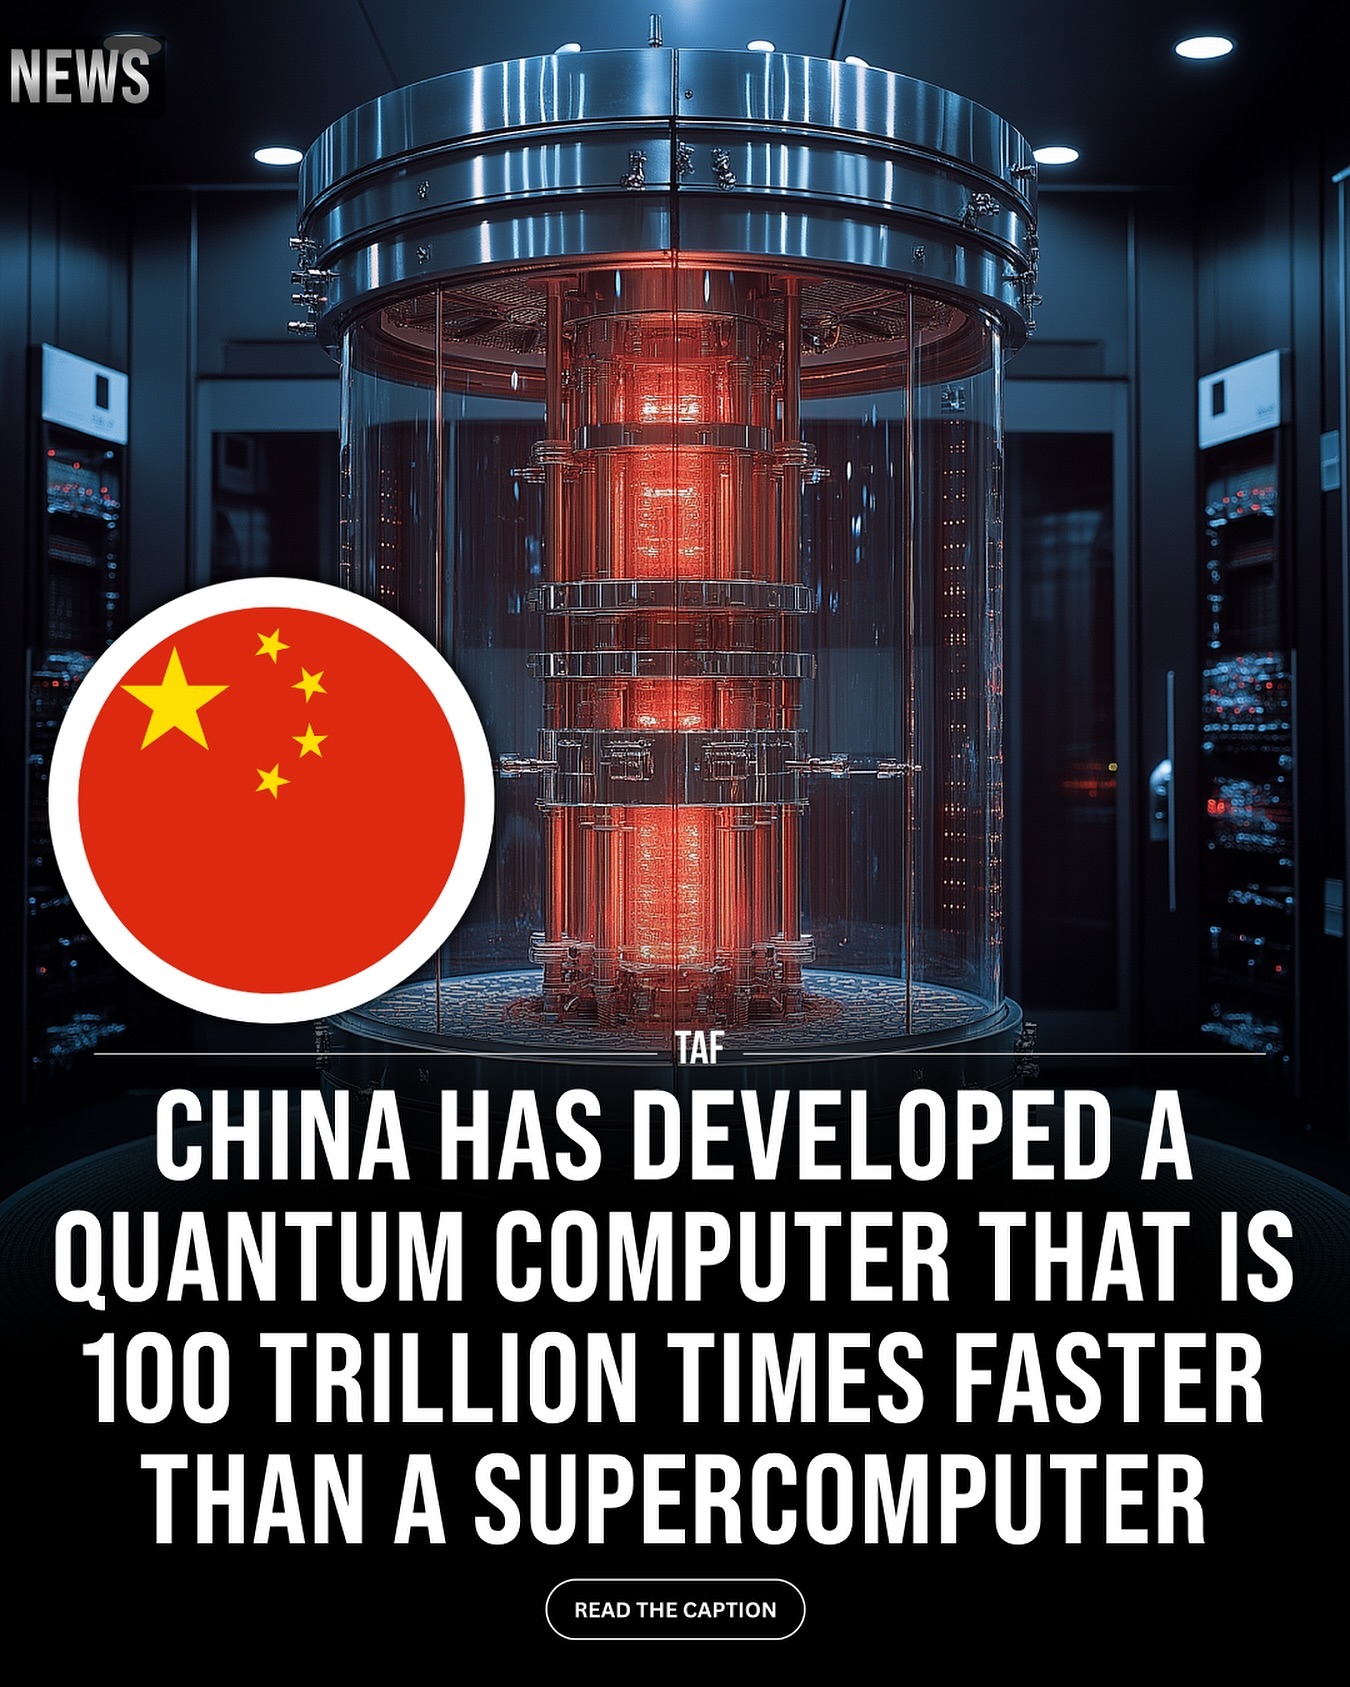 NEWS
TAF
CHINA HAS DEVELOPED A
QUANTUM COMPUTER THAT IS
100 TRILLION TIMES FASTER
THAN A SUPERCOMPUTER
READ THE CAPTION